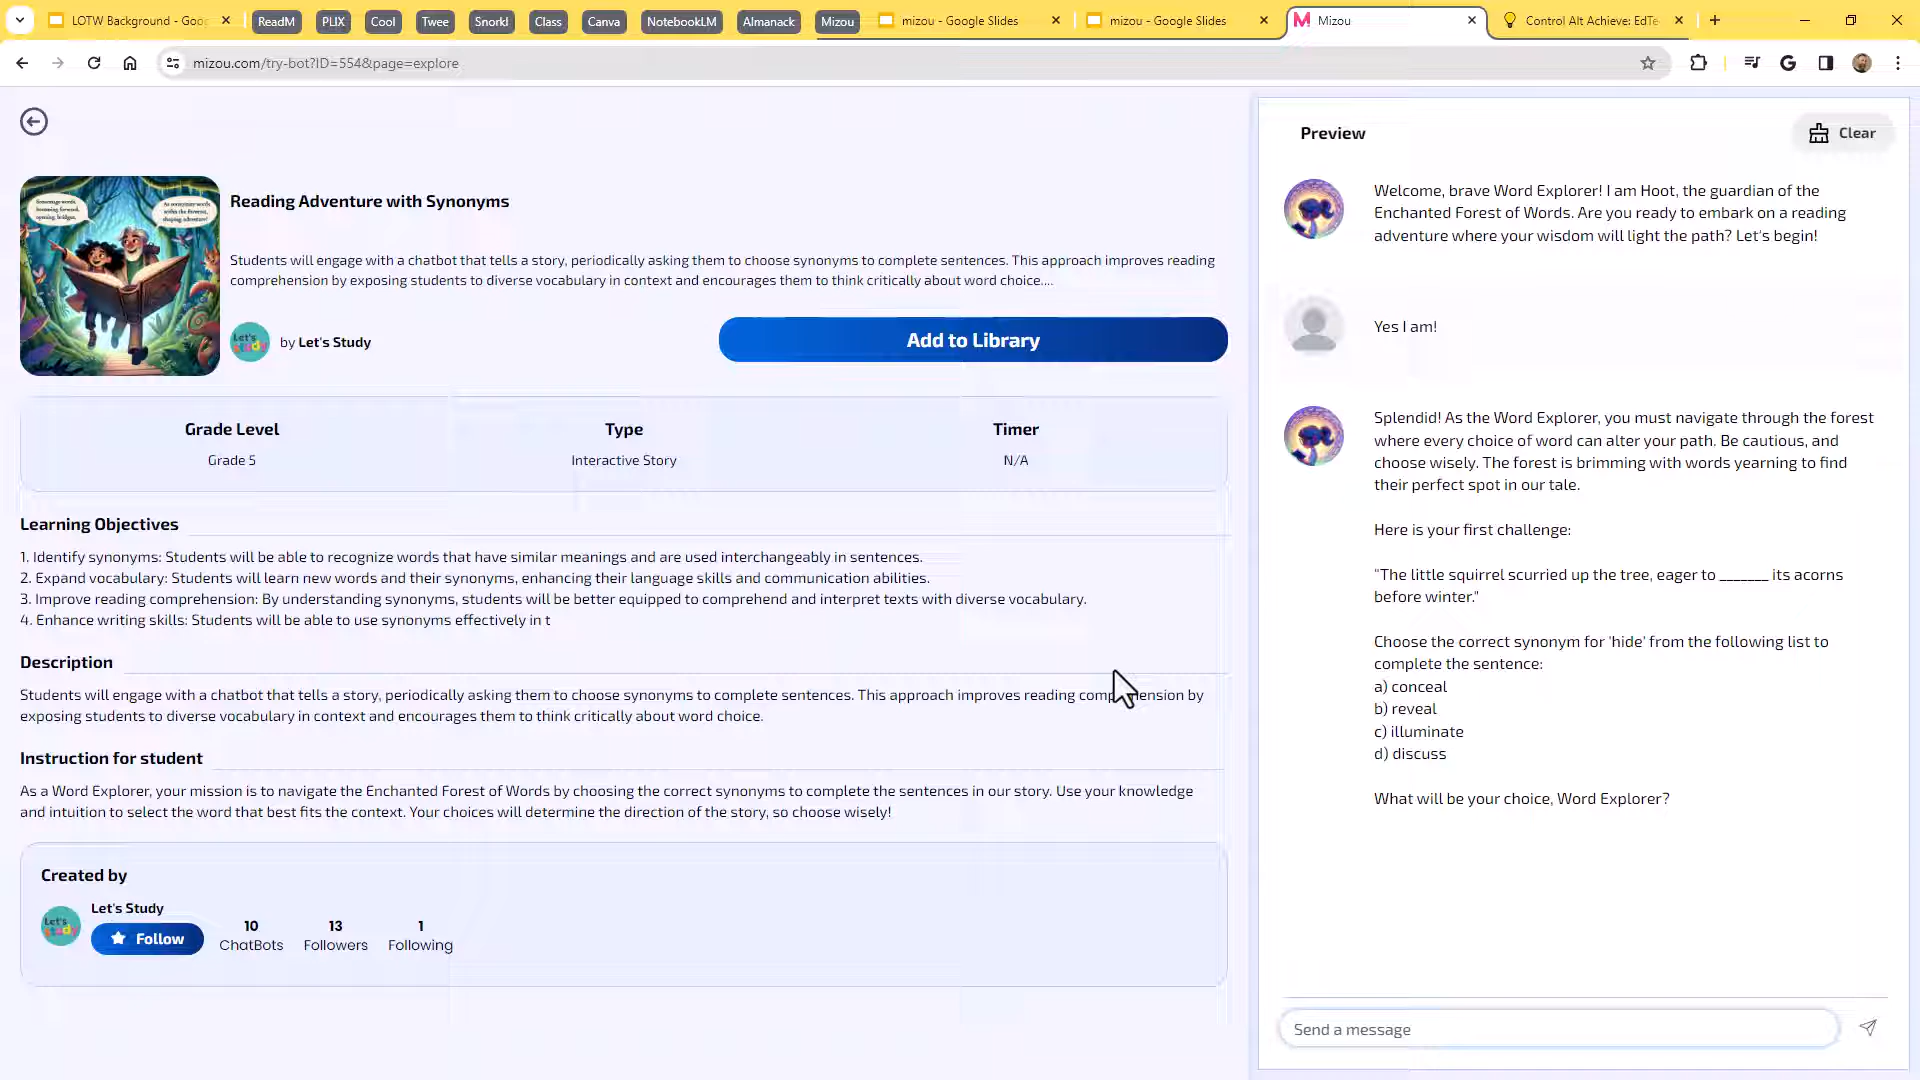 LOTW Background - Goo
ReadM
PLIX
Cool
Twee
Snorkl
Class
Canva
NotebookLM
Almanack
Mizou
mizou - Google Slides
mizou - Google Slides
Mizou
Control Alt Achieve: EdTe
mizou.com/try-bot?ID=554&page=explore
Reading Adventure with Synonyms
Students will engage with a chatbot that tells a story, periodically asking them to choose synonyms to complete sentences. This approach improves reading
comprehension by exposing students to diverse vocabulary in context and encourages them to think critically about word choice....
Let's
study
by Let's Study
Add to Library
Grade Level
Type
Timer
Grade 5
Interactive Story
N/A
Learning Objectives
1. Identify synonyms: Students will be able to recognize words that have similar meanings and are used interchangeably in sentences.
2. Expand vocabulary: Students will learn new words and their synonyms, enhancing their language skills and communication abilities.
3. Improve reading comprehension: By understanding synonyms, students will be better equipped to comprehend and interpret texts with diverse vocabulary.
4. Enhance writing skills: Students will be able to use synonyms effectively in t
Description
Students will engage with a chatbot that tells a story, periodically asking them to choose synonyms to complete sentences. This approach improves reading comprehension by
exposing students to diverse vocabulary in context and encourages them to think critically about word choice.
Instruction for student
As a Word Explorer, your mission is to navigate the Enchanted Forest of Words by choosing the correct synonyms to complete the sentences in our story. Use your knowledge
and intuition to select the word that best fits the context. Your choices will determine the direction of the story, so choose wisely!
Created by
Let's
study
Let's Study
Follow
10
13
1
ChatBots
Followers
Following
Preview
Clear
Welcome, brave Word Explorer! I am Hoot, the guardian of the
Enchanted Forest of Words. Are you ready to embark on a reading
adventure where your wisdom will light the path? Let's begin!
Yes I am!
Splendid! As the Word Explorer, you must navigate through the forest
where every choice of word can alter your path. Be cautious, and
choose wisely. The forest is brimming with words yearning to find
their perfect spot in our tale.
Here is your first challenge:
"The little squirrel scurried up the tree, eager to _______ its acorns
before winter."
Choose the correct synonym for 'hide' from the following list to
complete the sentence:
a) conceal
b) reveal
c) illuminate
d) discuss
What will be your choice, Word Explorer?
Send a message